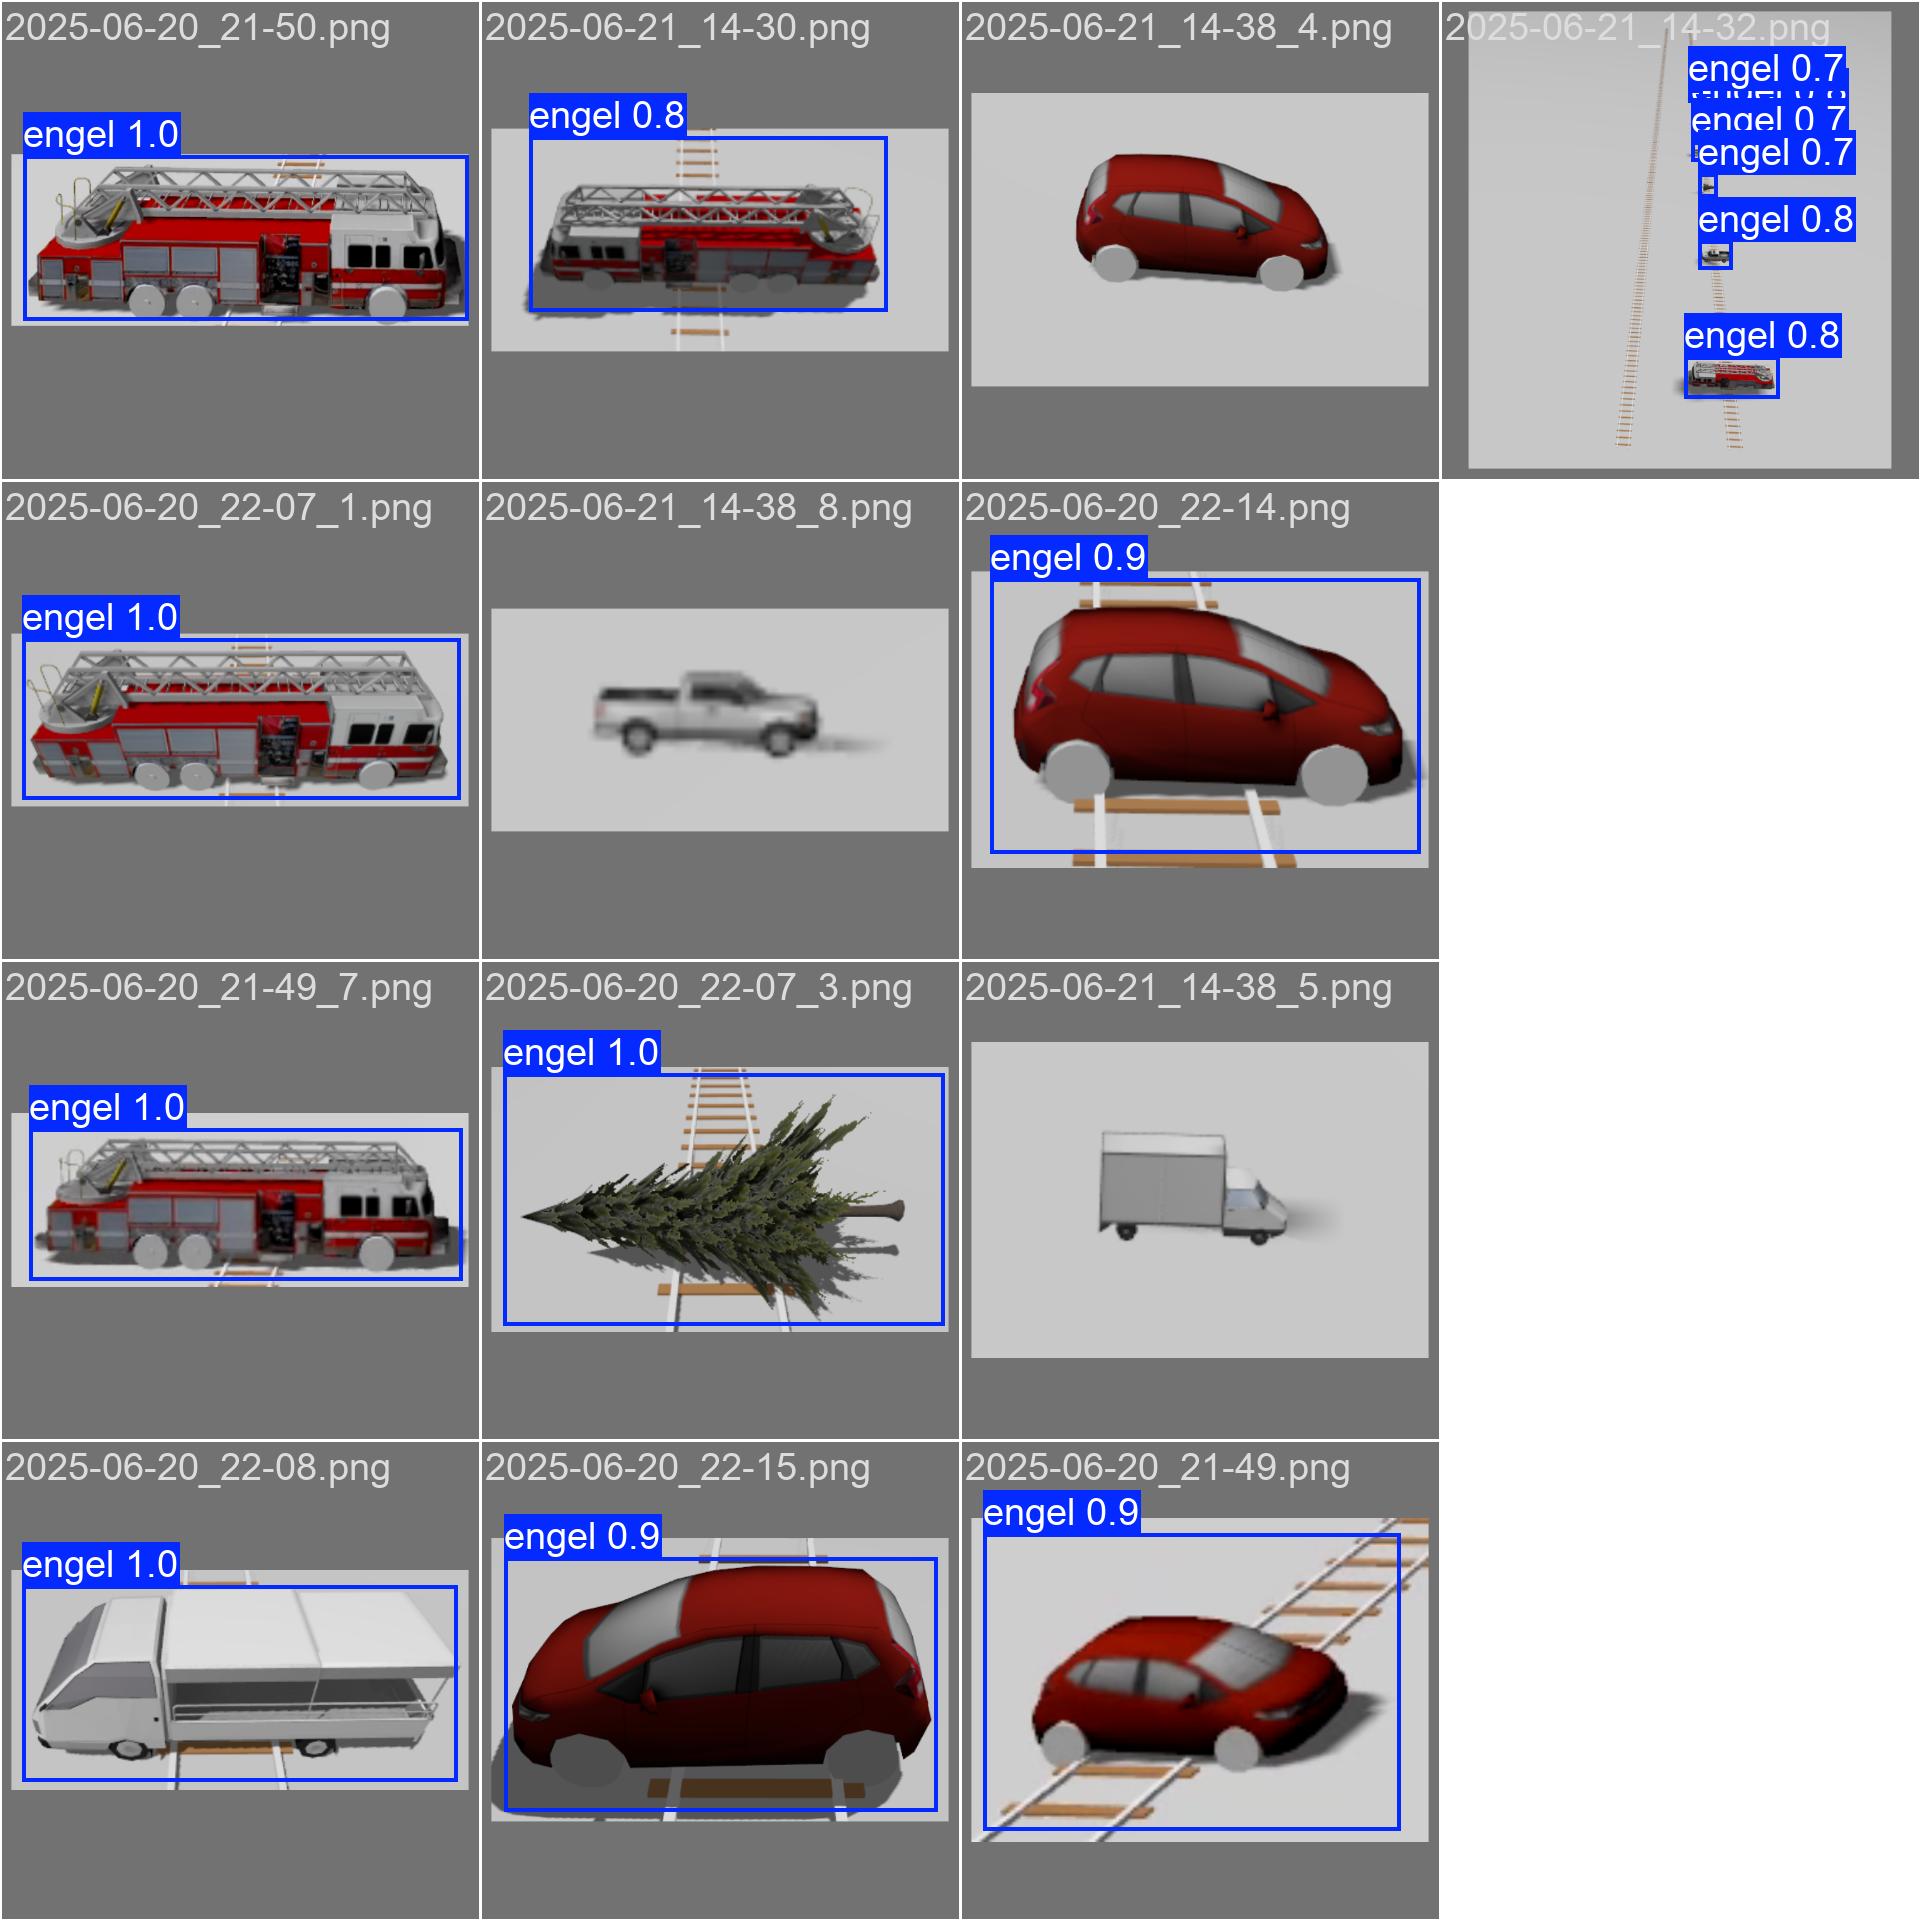 2025-06-20_21-50.png
engel 1.0
2025-06-21_14-30.png
engel 0.8
2025-06-21_14-38_4.png
2025-06-21_14-32.png
engel 0.7
engel 0.7
engel 0.7
engel 0.8
engel 0.8
2025-06-20_22-07_1.png
engel 1.0
2025-06-21_14-38_8.png
2025-06-20_22-14.png
engel 0.9
2025-06-20_21-49_7.png
engel 1.0
2025-06-20_22-07_3.png
engel 1.0
2025-06-21_14-38_5.png
2025-06-20_22-08.png
engel 1.0
2025-06-20_22-15.png
engel 0.9
2025-06-20_21-49.png
engel 0.9